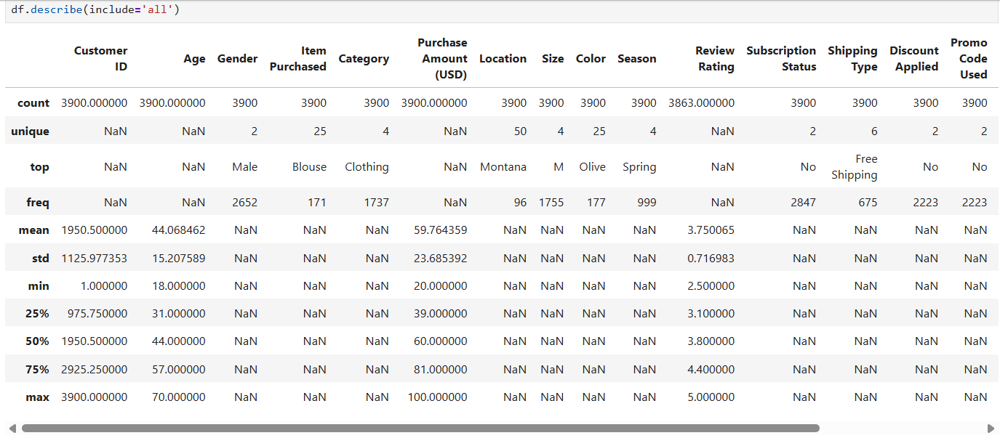 df.describe(include='all')
Customer ID Age Gender Item Purchased Category Purchase Amount (USD) Location Size Color Season Review Rating Subscription Status Shipping Type Discount Applied Promo Code Used
count 3900.000000 3900.000000 3900 3900 3900 3900.000000 3900 3900 3900 3900 3863.000000 3900 3900 3900 3900
unique NaN NaN 2 25 4 NaN 50 4 25 4 NaN 2 6 2 2
top NaN NaN Male Blouse Clothing NaN Montana M Olive Spring NaN No Free Shipping No No
freq NaN NaN 2652 171 1737 NaN 96 1755 177 999 NaN 2847 675 2223 2223
mean 1950.500000 44.068462 NaN NaN NaN 59.764359 NaN NaN NaN NaN 3.750065 NaN NaN NaN NaN
std 1125.977353 15.207589 NaN NaN NaN 23.685392 NaN NaN NaN NaN 0.716983 NaN NaN NaN NaN
min 1.000000 18.000000 NaN NaN NaN 20.000000 NaN NaN NaN NaN 2.500000 NaN NaN NaN NaN
25% 975.750000 31.000000 NaN NaN NaN 39.000000 NaN NaN NaN NaN 3.100000 NaN NaN NaN NaN
50% 1950.500000 44.000000 NaN NaN NaN 60.000000 NaN NaN NaN NaN 3.800000 NaN NaN NaN NaN
75% 2925.250000 57.000000 NaN NaN NaN 81.000000 NaN NaN NaN NaN 4.400000 NaN NaN NaN NaN
max 3900.000000 70.000000 NaN NaN NaN 100.000000 NaN NaN NaN NaN 5.000000 NaN NaN NaN NaN